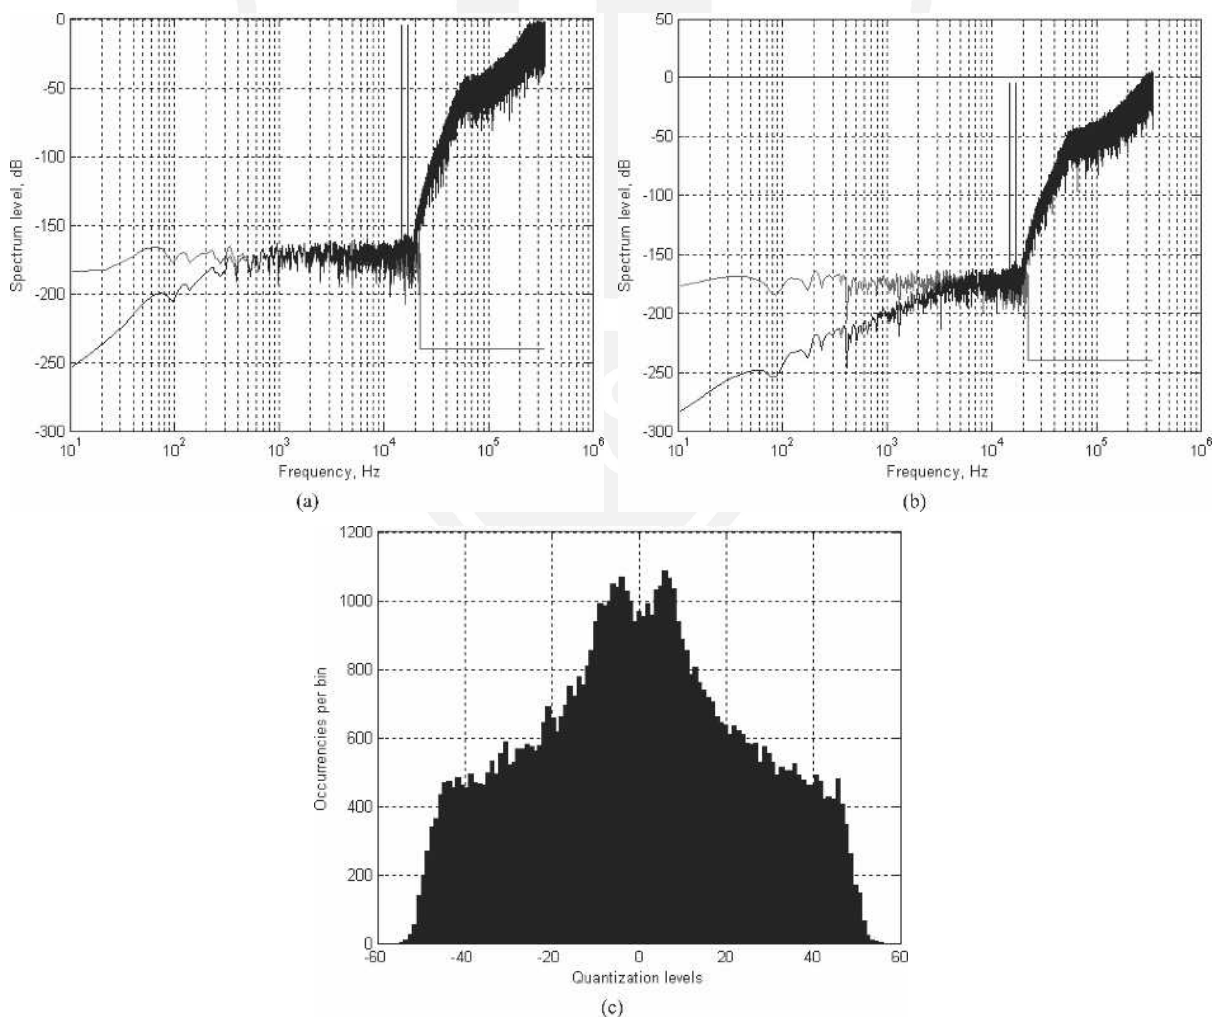 0
-50
-100
-150
-200
-250
-300
Spectrum level, dB
10^1 10^2 10^3 10^4 10^5 10^6
Frequency, Hz
(a)
50
0
-50
-100
-150
-200
-250
-300
Spectrum level, dB
10^1 10^2 10^3 10^4 10^5 10^6
Frequency, Hz
(b)
1200
1000
800
600
400
200
0
Occurrencies per bin
-60 -40 -20 0 20 40 60
Quantization levels
(c)